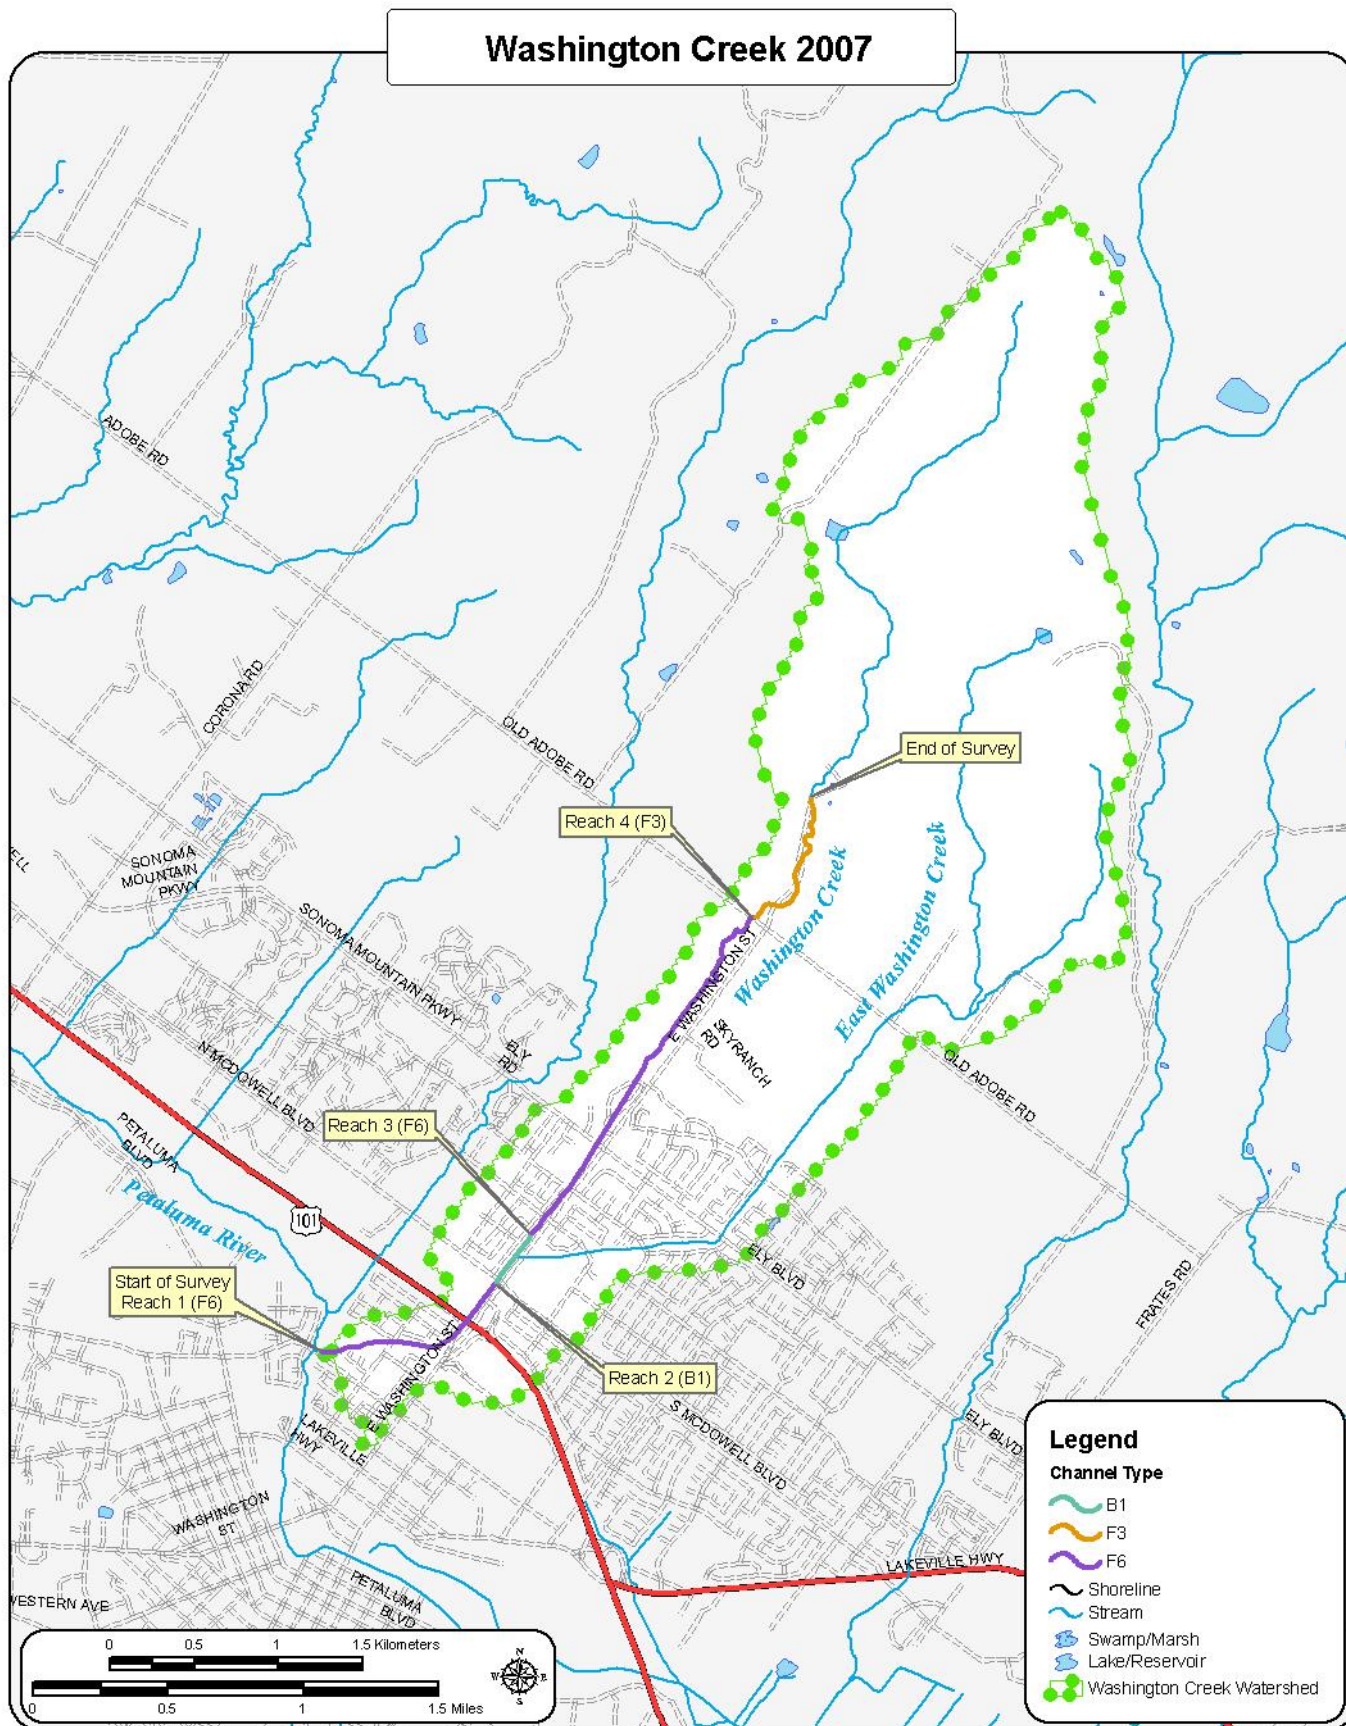 Washington Creek 2007
ADOBE RD
CORONA RD
OLD ADOBE RD
End of Survey
Reach 4 (F3)
SONOMA
MOUNTAIN
PKWY
SONOMA MOUNTAIN PKWY
E WASHINGTON ST
Washington Creek
East Washington Creek
SKYRANCH
RD
ELY
RD
N MCDOWELL BLVD
OLD ADOBE RD
Reach 3 (F6)
PETALUMA
BLVD
Petaluma River
101
Start of Survey
Reach 1 (F6)
ELY BLVD
FRATES RD
E WASHINGTON ST
Reach 2 (B1)
LAKEVILLE
HWY
S MCDOWELL BLVD
ELY BLVD
WASHINGTON
ST
LAKEVILLE HWY
PETALUMA
BLVD
WESTERN AVE
0 0.5 1 1.5 Kilometers
0 0.5 1 1.5 Miles
N
W E
S
Legend
Channel Type
B1
F3
F6
Shoreline
Stream
Swamp/Marsh
Lake/Reservoir
Washington Creek Watershed